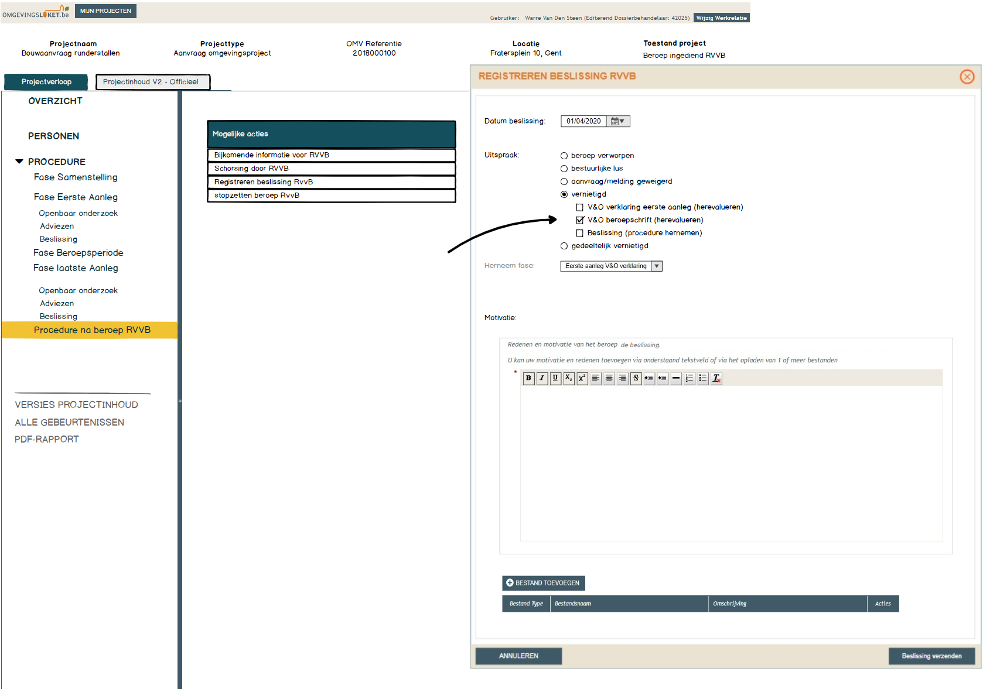 OMGEVINGSLOKET.be
MIJN PROJECTEN
Gebruiker: Warre Van Den Steen (Editerend Dossierbehandelaar: 42025) Wijzig Werkrelatie
Projectnaam
Bouwaanvraag runderstallen
Projecttype
Aanvraag omgevingsproject
OMV Referentie
2018000100
Locatie
Fratersplein 10, Gent
Toestand project
Beroep ingediend RVVB
Projectverloop
Projectinhoud V2 - Officieel
OVERZICHT
PERSONEN
PROCEDURE
Fase Samenstelling
Fase Eerste Aanleg
Openbaar onderzoek
Adviezen
Beslissing
Fase Beroepsperiode
Fase laatste Aanleg
Openbaar onderzoek
Adviezen
Beslissing
Procedure na beroep RVVB
VERSIES PROJECTINHOUD
ALLE GEBEURTENISSEN
PDF-RAPPORT
Mogelijke acties
Bijkomende informatie voor RVVB
Schorsing door RVVB
Registreren beslissing RvvB
stopzetten beroep RvvB
REGISTREREN BESLISSING RVVB
Datum beslissing: 01/04/2020
Uitspraak:
beroep verworpen
bestuurlijke lus
aanvraag/melding geweigerd
vernietigd
V&O verklaring eerste aanleg (herevalueren)
V&O beroepschrift (herevalueren)
Beslissing (procedure hernemen)
gedeeltelijk vernietigd
Herneem fase: Eerste aanleg V&O verklaring
Motivatie:
Redenen en motivatie van het beroep de beslissing.
U kan uw motivatie en redenen toevoegen via onderstaand tekstveld of via het opladen van 1 of meer bestanden
*
B I U X2 X2 S T
BESTAND TOEVOEGEN
Bestand Type Bestandsnaam Omschrijving Acties
ANNULEREN
Beslissing verzenden